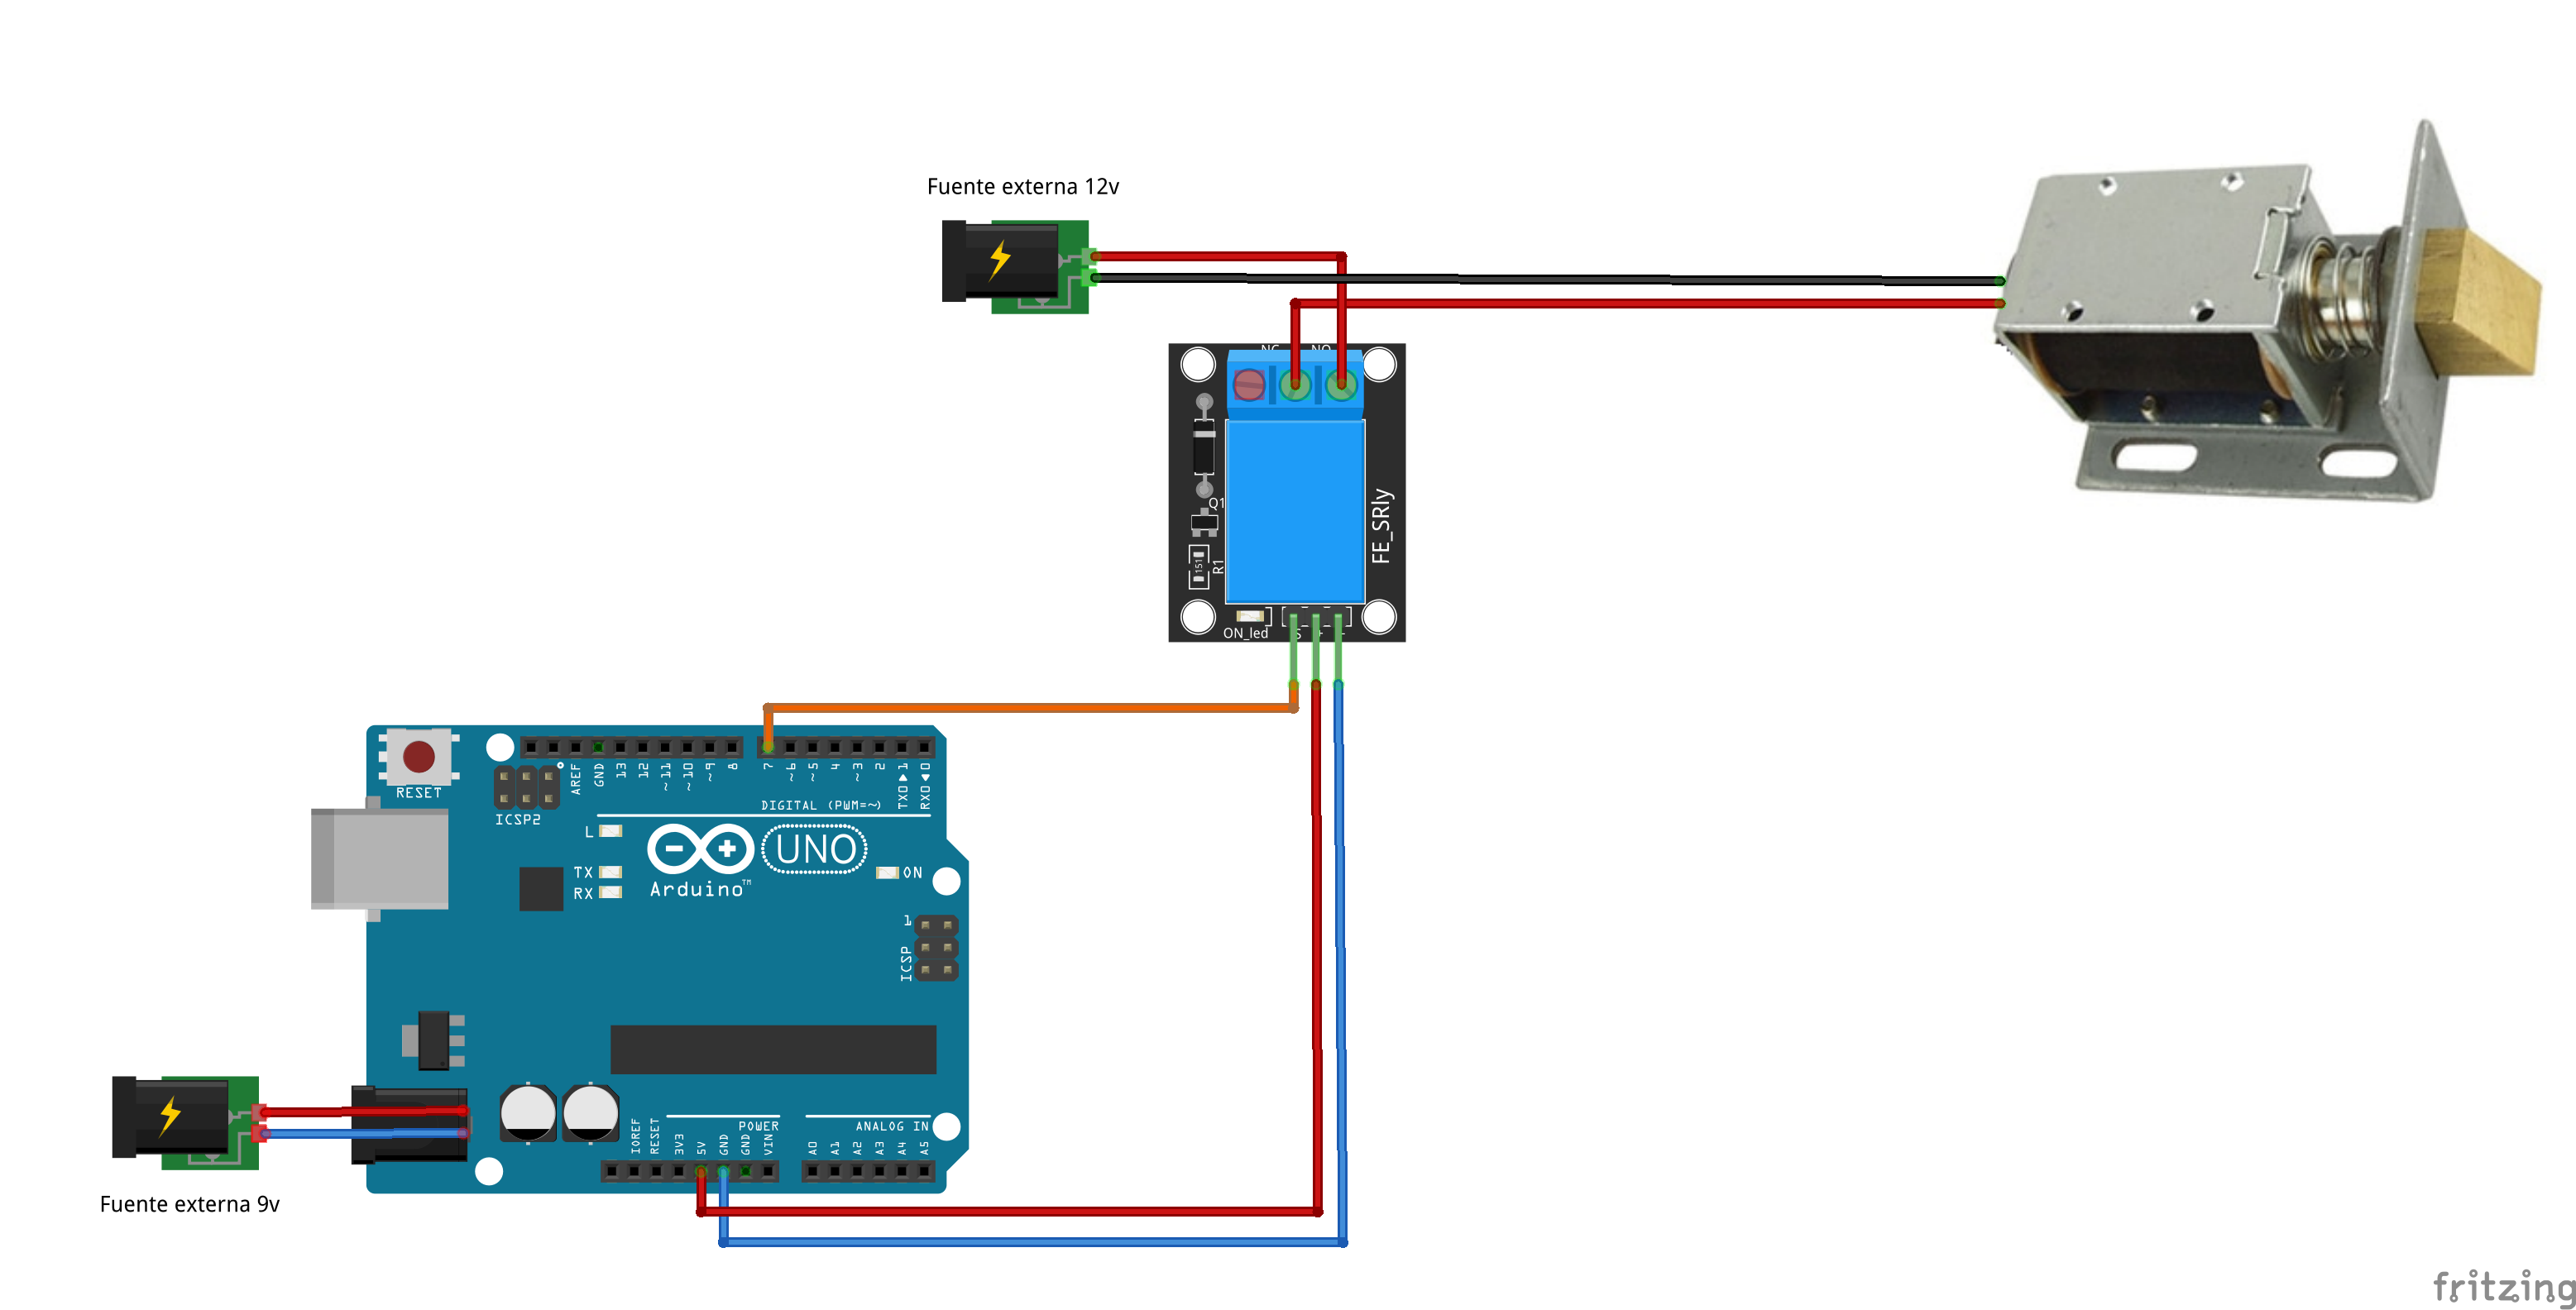 Fuente externa 12v
NC NO
Q1
FE_SRly
151
R1
ON_led
S + -
RESET
AREF
GND
13
12
~11
~10
~9
8
7
~6
~5
4
~3
2
TX0▶1
RX0◀0
DIGITAL (PWM=~)
ICSP2
L
TX
RX
UNO
ON
Arduino™
1
ICSP
IOREF
RESET
3V3
5V
GND
GND
VIN
POWER
ANALOG IN
A0
A1
A2
A3
A4
A5
Fuente externa 9v
fritzing